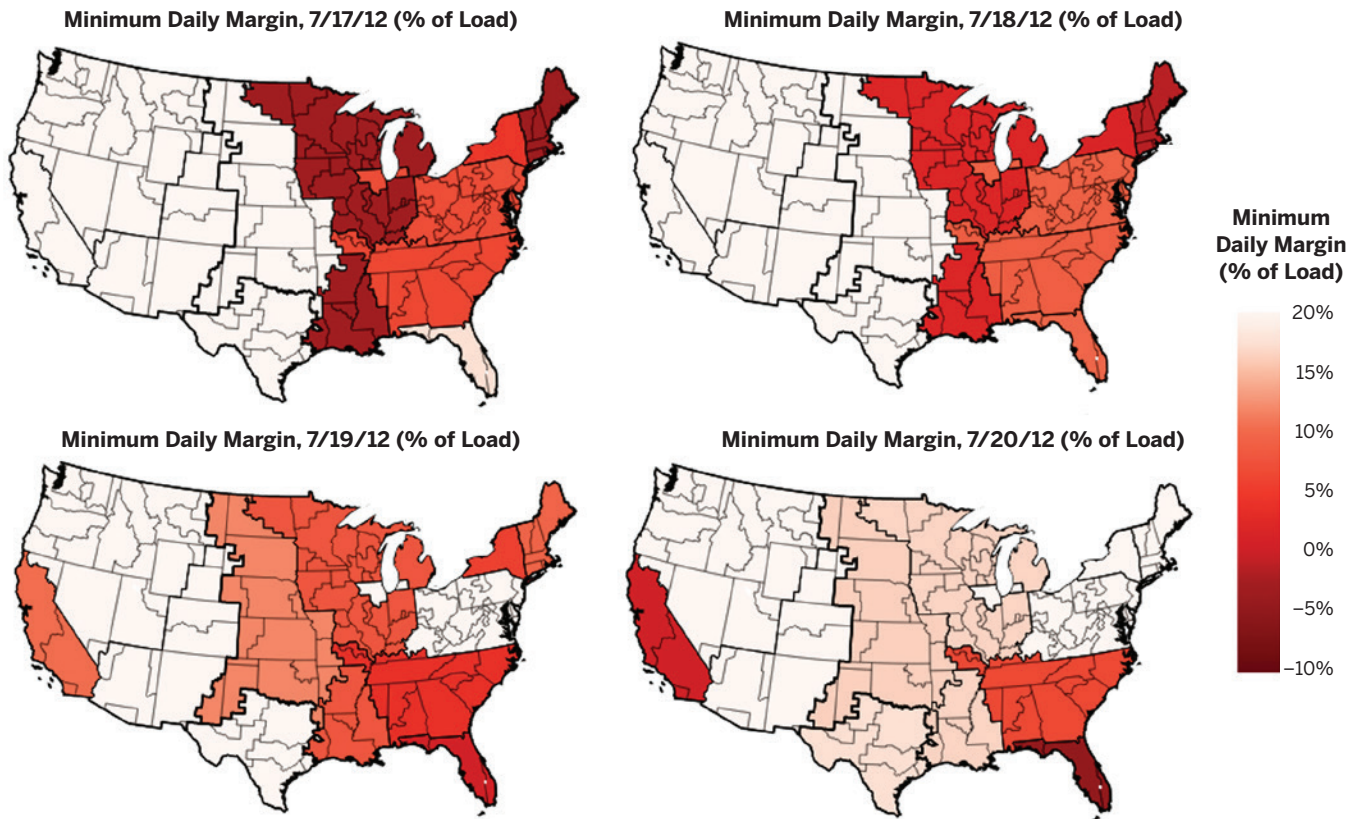 Minimum Daily Margin, 7/17/12 (% of Load)
Minimum Daily Margin, 7/18/12 (% of Load)
Minimum Daily Margin, 7/19/12 (% of Load)
Minimum Daily Margin, 7/20/12 (% of Load)
Minimum
Daily Margin
(% of Load)
20%
15%
10%
5%
0%
–5%
–10%